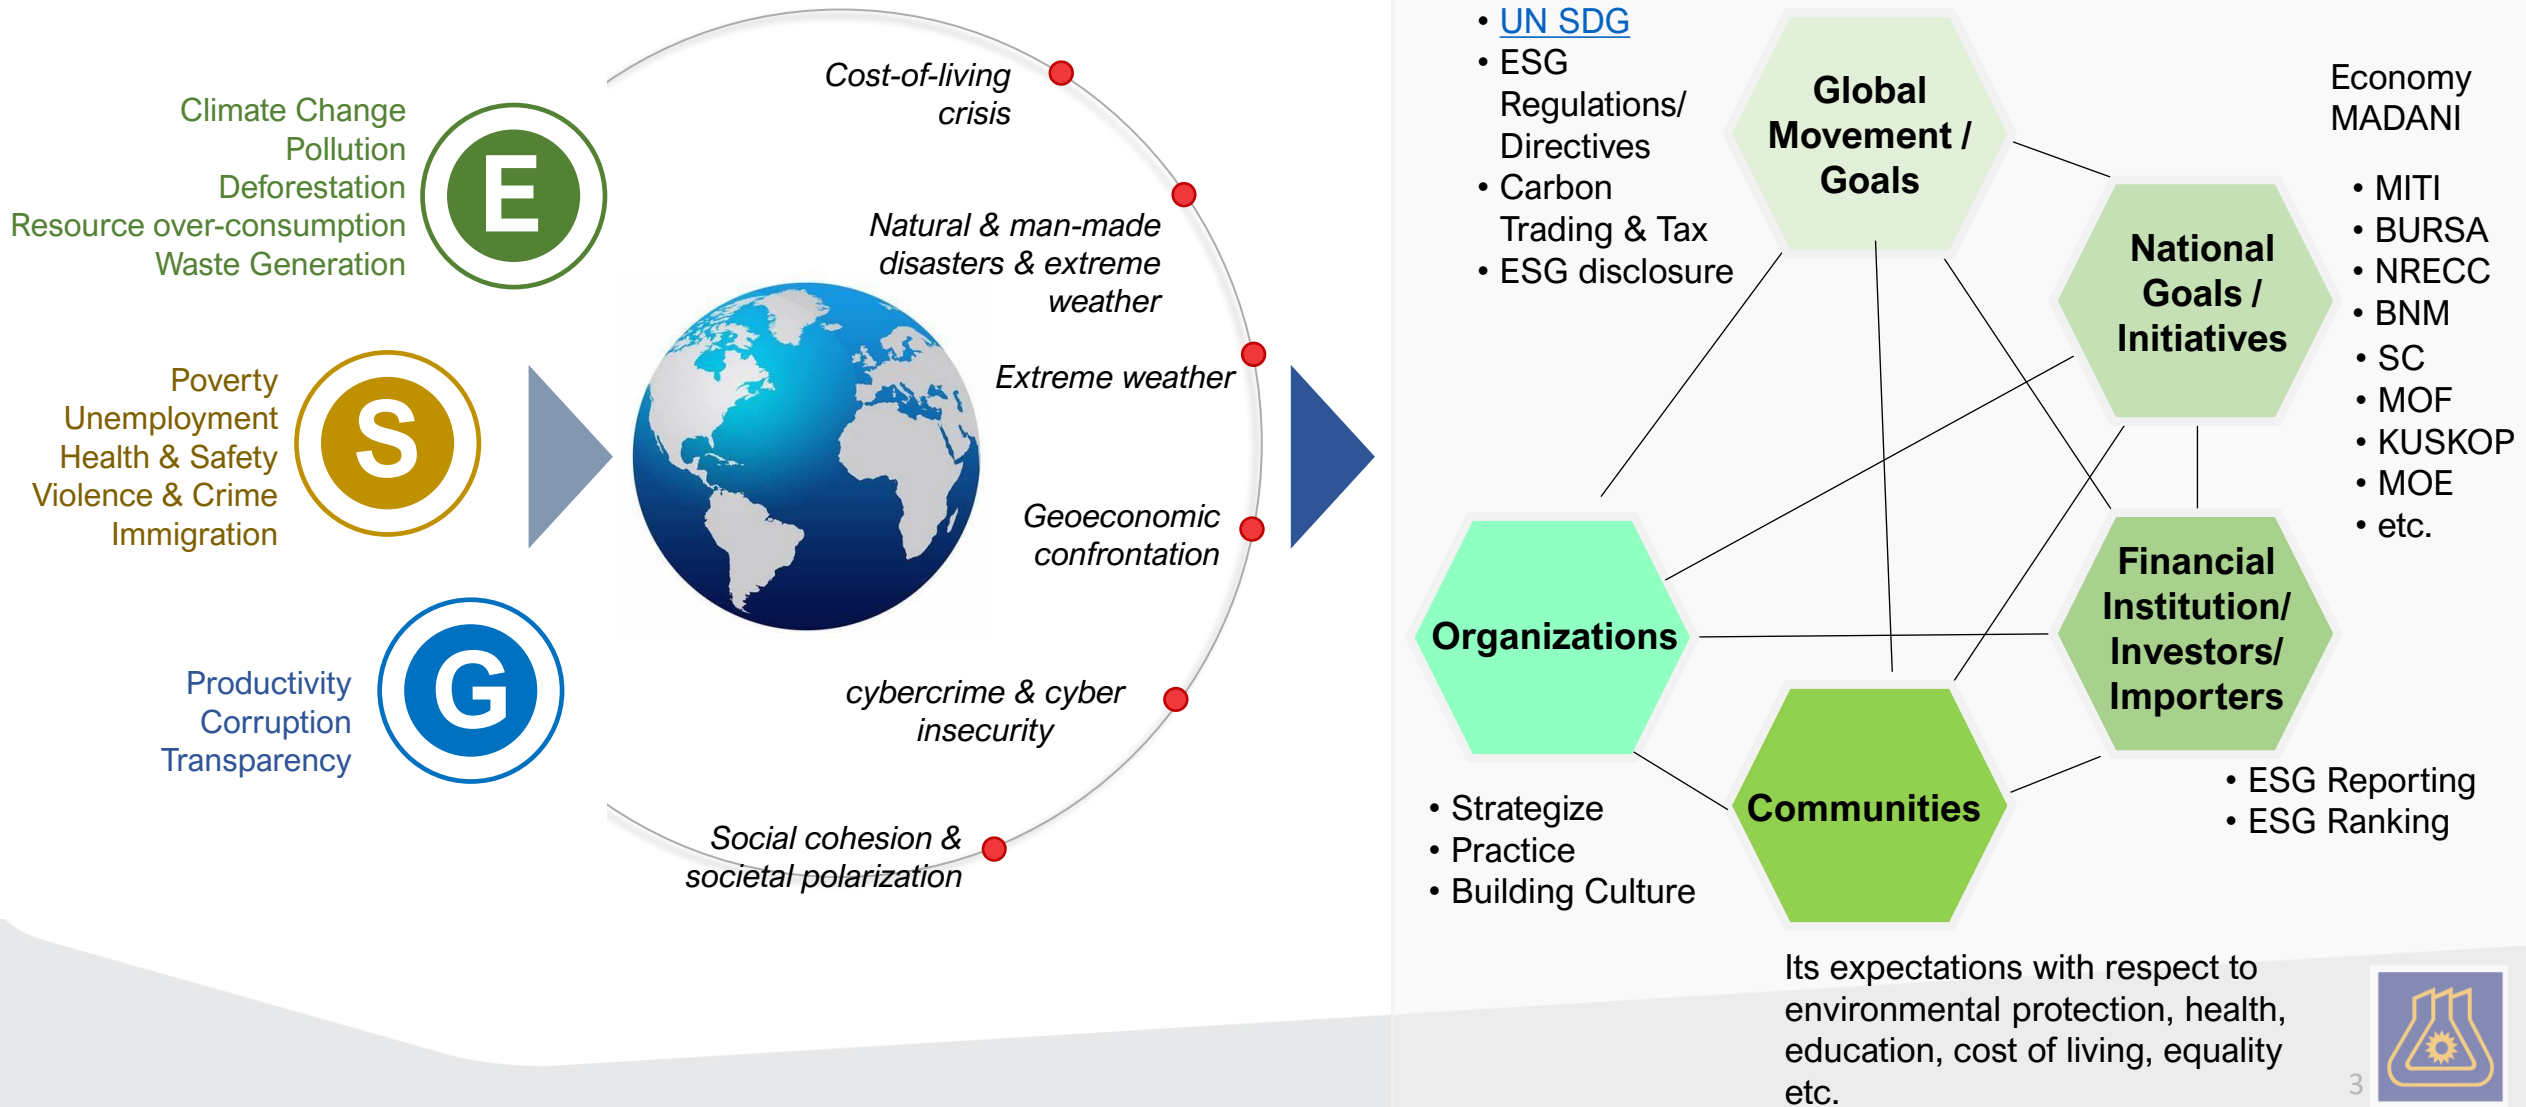 Climate Change
Pollution
Deforestation
Resource over-consumption
Waste Generation
E
Poverty
Unemployment
Health & Safety
Violence & Crime
Immigration
S
Productivity
Corruption
Transparency
G
Cost-of-living
crisis
Natural & man-made
disasters & extreme
weather
Extreme weather
Geoeconomic
confrontation
cybercrime & cyber
insecurity
Social cohesion &
societal polarization
• UN SDG
• ESG
Regulations/
Directives
• Carbon
Trading & Tax
• ESG disclosure
Global
Movement /
Goals
Economy
MADANI
• MITI
• BURSA
• NRECC
• BNM
• SC
• MOF
• KUSKOP
• MOE
• etc.
National
Goals /
Initiatives
Financial
Institution/
Investors/
Importers
• ESG Reporting
• ESG Ranking
Organizations
• Strategize
• Practice
• Building Culture
Communities
Its expectations with respect to
environmental protection, health,
education, cost of living, equality
etc.
3